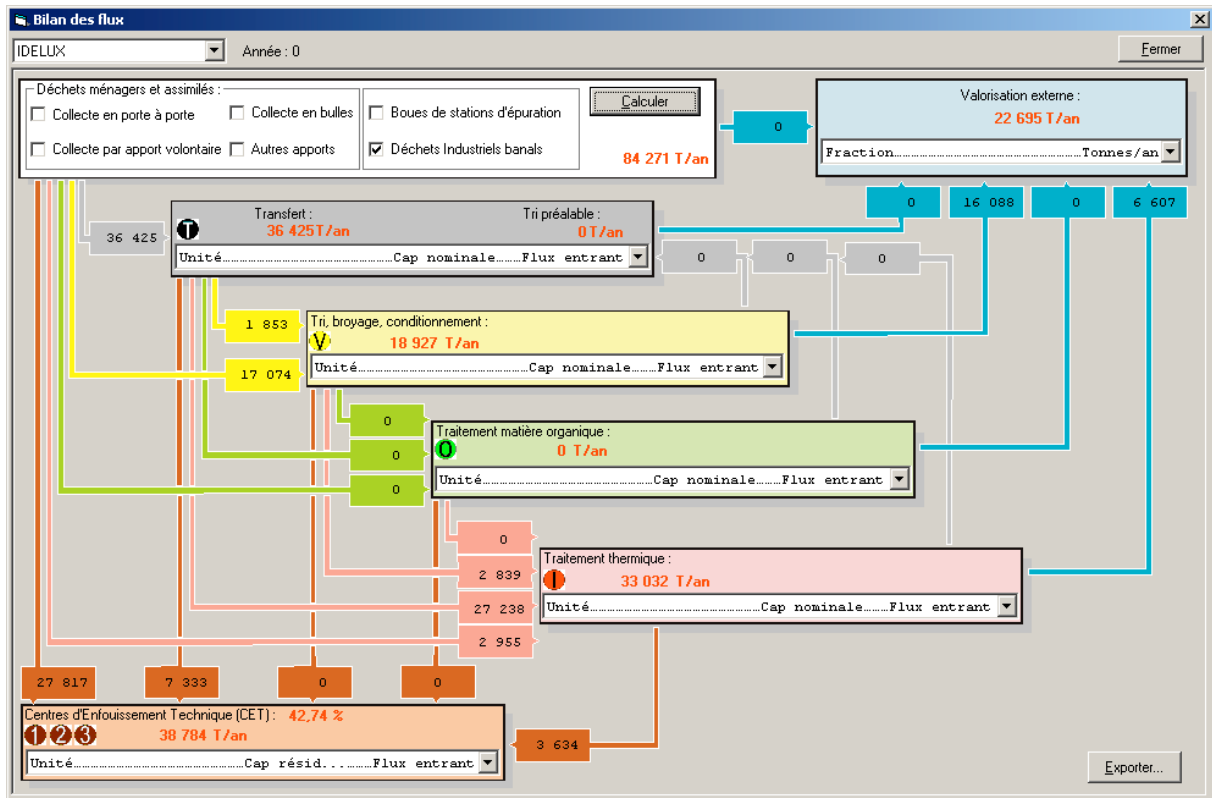 Bilan des flux
IDELUX
Année : 0
Fermer
Déchets ménagers et assimilés :
Collecte en porte à porte
Collecte en bulles
Boues de stations d'épuration
Calculer
Collecte par apport volontaire
Autres apports
Déchets Industriels banals
84 271 T/an
0
Valorisation externe :
22 695 T/an
Fraction.....Tonnes/an
0
16 088
0
6 607
36 425
T
Transfert :
Tri préalable :
36 425T/an
0T/an
Unité.....Cap nominale.....Flux entrant
0
0
0
1 853
17 074
Tri, broyage, conditionnement :
V
18 927 T/an
Unité.....Cap nominale.....Flux entrant
0
0
0
Traitement matière organique :
O
0 T/an
Unité.....Cap nominale.....Flux entrant
0
2 839
27 238
2 955
Traitement thermique :
I
33 032 T/an
Unité.....Cap nominale.....Flux entrant
27 817
7 333
0
0
Centres d'Enfouissement Technique (CET) : 42,74 %
1 2 3
38 784 T/an
Unité.....Cap résid........Flux entrant
3 634
Exporter...